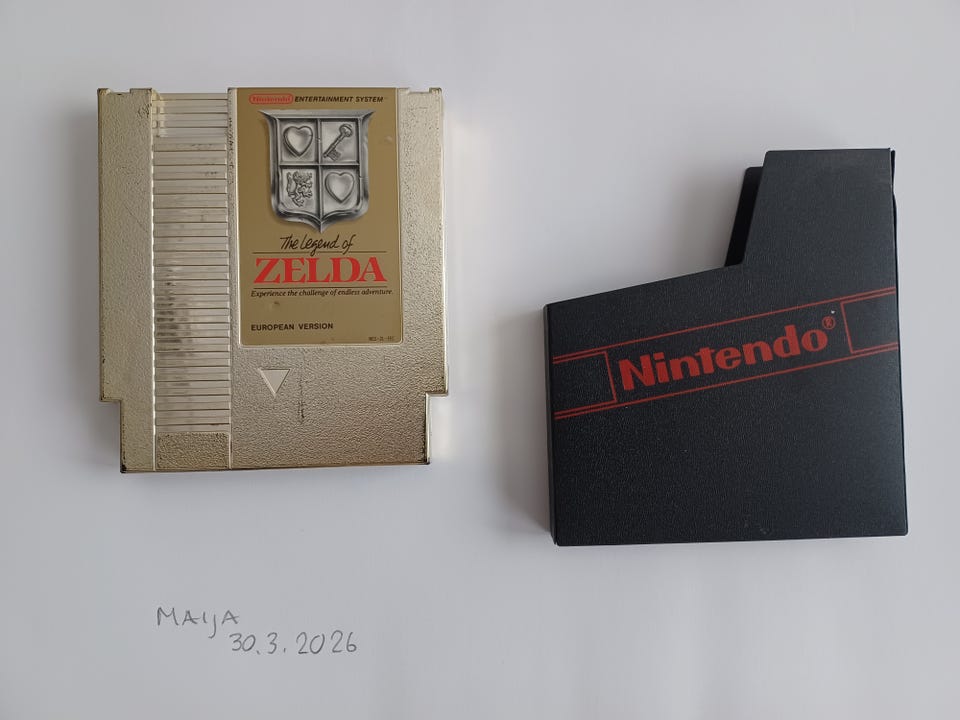 Nintendo ENTERTAINMENT SYSTEM
The Legend of
ZELDA
Experience the challenge of endless adventure.
EUROPEAN VERSION
Nintendo®
MAIJA
30.3.2026